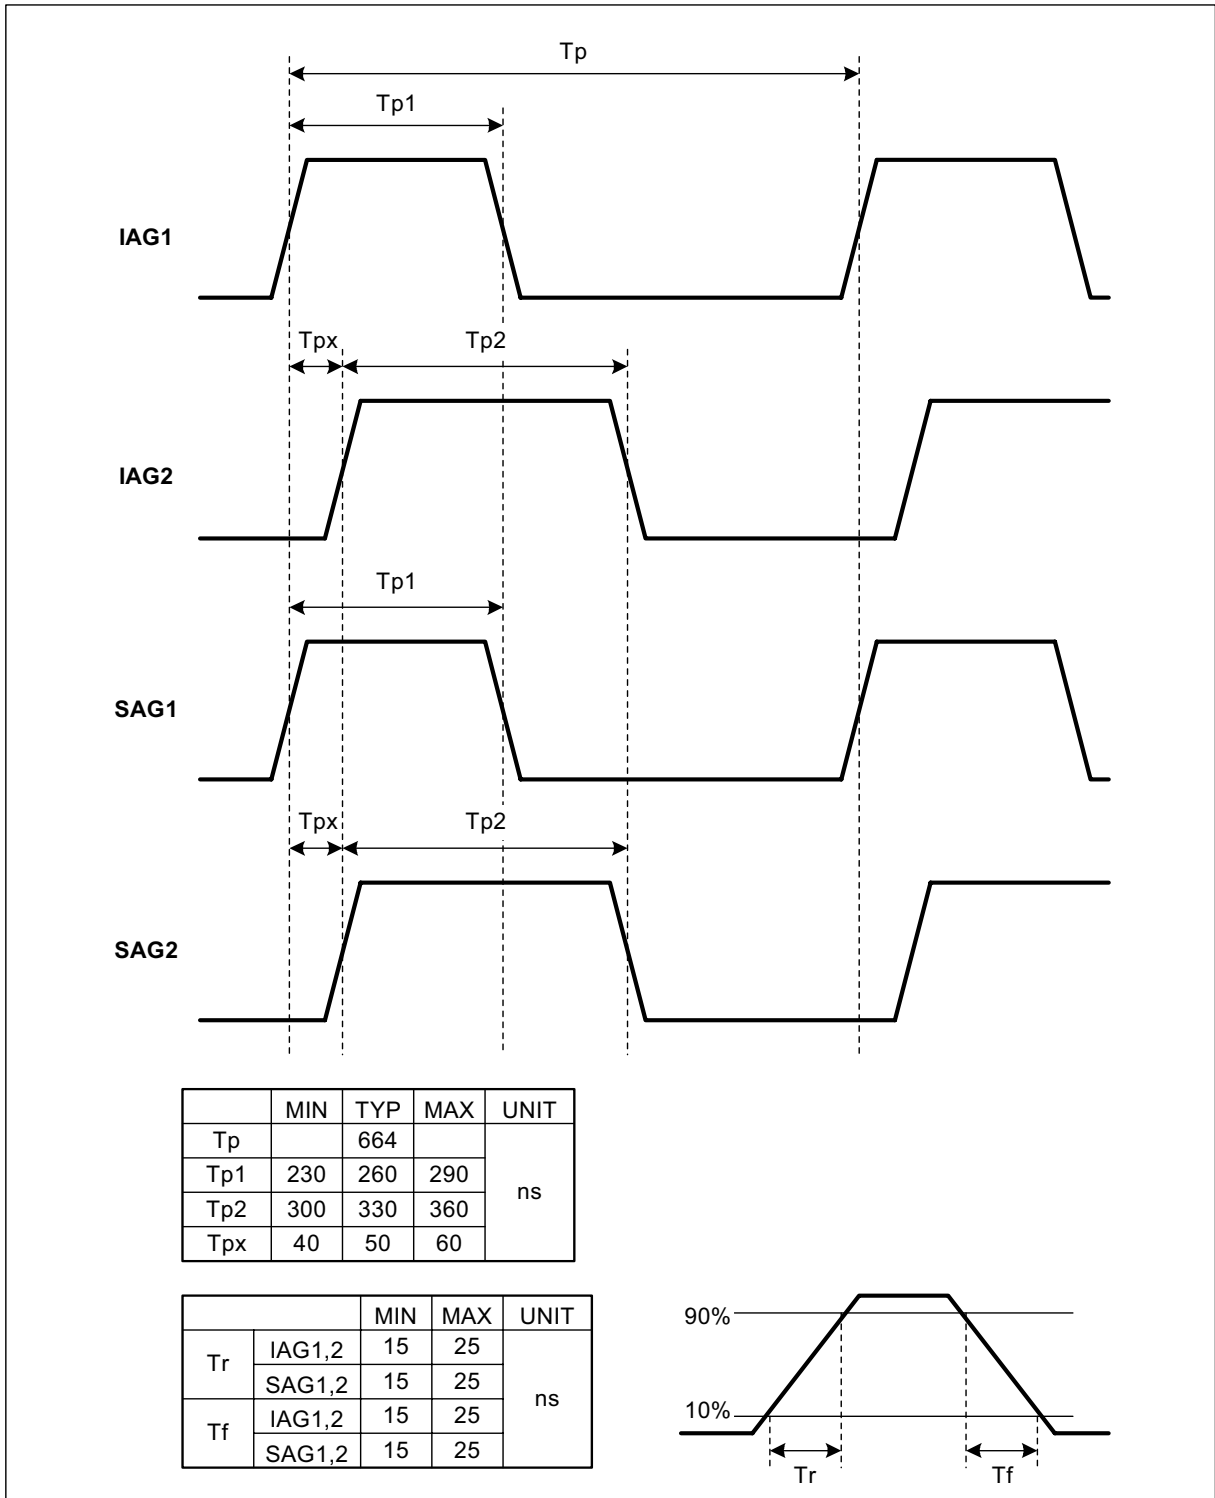 Tp
Tp1
IAG1
Tpx Tp2
IAG2
Tp1
SAG1
Tpx Tp2
SAG2
MIN TYP MAX UNIT
Tp 664
Tp1 230 260 290
ns
Tp2 300 330 360
Tpx 40 50 60
MIN MAX UNIT
Tr IAG1,2 15 25
SAG1,2 15 25
ns
Tf IAG1,2 15 25
SAG1,2 15 25
90%
10%
Tr Tf